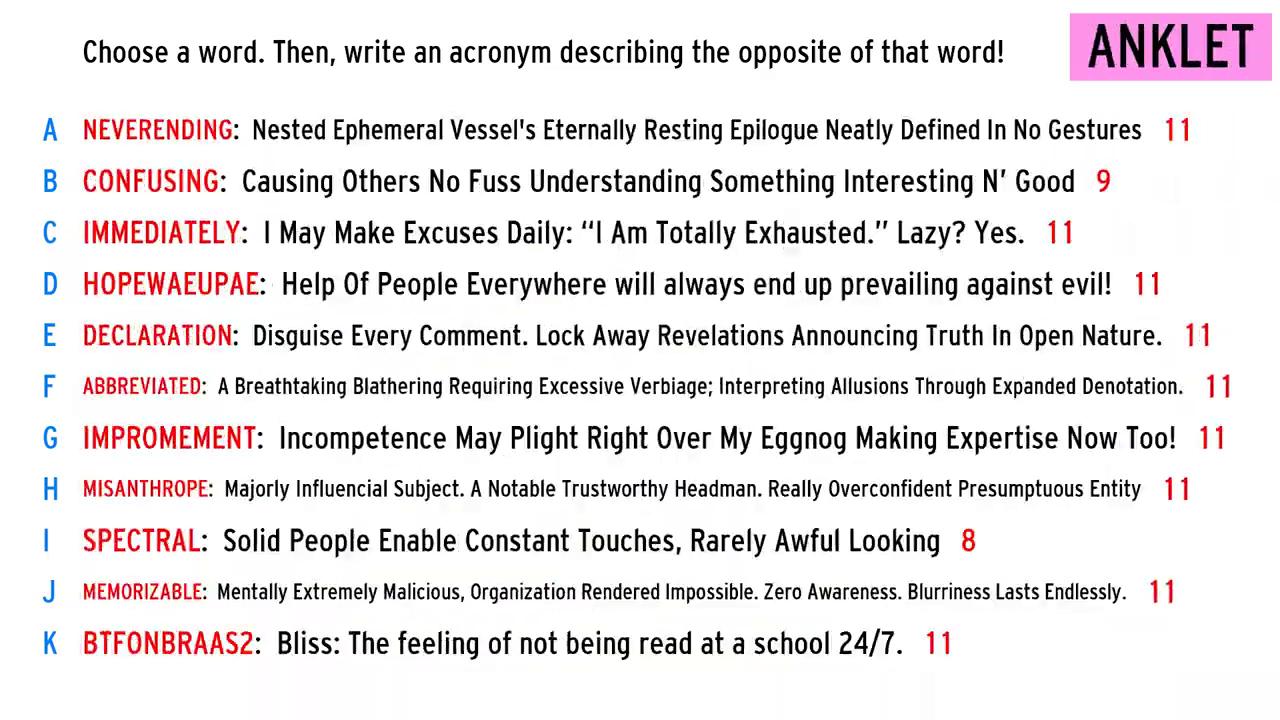 Choose a word. Then, write an acronym describing the opposite of that word!
ANKLET
A NEVERENDING: Nested Ephemeral Vessel's Eternally Resting Epilogue Neatly Defined In No Gestures 11
B CONFUSING: Causing Others No Fuss Understanding Something Interesting N' Good 9
C IMMEDIATELY: I May Make Excuses Daily: “I Am Totally Exhausted.” Lazy? Yes. 11
D HOPEWAEUPAE: Help Of People Everywhere will always end up prevailing against evil! 11
E DECLARATION: Disguise Every Comment. Lock Away Revelations Announcing Truth In Open Nature. 11
F ABBREVIATED: A Breathtaking Blathering Requiring Excessive Verbiage; Interpreting Allusions Through Expanded Denotation. 11
G IMPROMEMENT: Incompetence May Plight Right Over My Eggnog Making Expertise Now Too! 11
H MISANTHROPE: Majorly Influencial Subject. A Notable Trustworthy Headman. Really Overconfident Presumptuous Entity 11
I SPECTRAL: Solid People Enable Constant Touches, Rarely Awful Looking 8
J MEMORIZABLE: Mentally Extremely Malicious, Organization Rendered Impossible. Zero Awareness. Blurriness Lasts Endlessly. 11
K BTFONBRAAS2: Bliss: The feeling of not being read at a school 24/7. 11